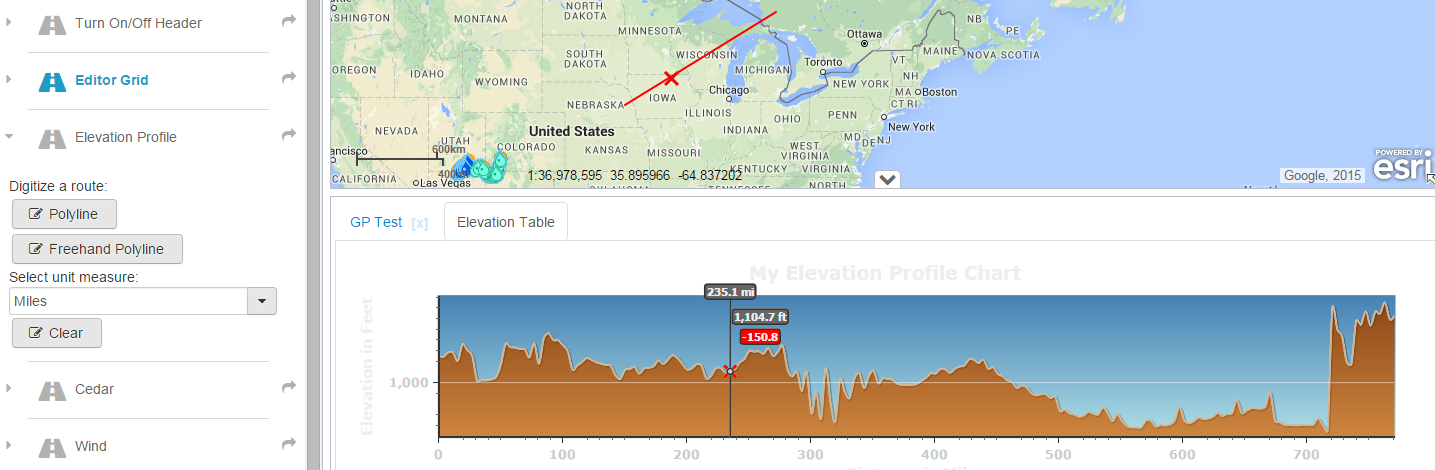 Turn On/Off Header
Editor Grid
Elevation Profile
Digitize a route:
Polyline
Freehand Polyline
Select unit measure:
Miles
Clear
Cedar
Wind
WASHINGTON
NORTH DAKOTA
MINNESOTA
SOUTH DAKOTA
WISCONSIN
MICHIGAN
Ottawa
Toronto
NB
PE
MAINE
NOVA SCOTIA
VT
NH
OREGON
IDAHO
WYOMING
NEBRASKA
IOWA
Chicago
NEW YORK
MA
Boston
CT RI
ILLINOIS
INDIANA
OHIO
PENN
New York
NEVADA
UTAH
COLORADO
United States
KANSAS
MISSOURI
WEST VIRGINIA
MD
DE
NJ
KENTUCKY
VIRGINIA
ancisco
600km
400mi
CALIFORNIA
Las Vegas
OKLAHOMA
TENNESSEE
NORTH
1:36,978,595 35.895966 -64.837202
Google, 2015
POWERED BY
esri
GP Test [x]
Elevation Table
My Elevation Profile Chart
235.1 mi
1,104.7 ft
-150.8
Elevation in Feet
1,000
0 100 200 300 400 500 600 700